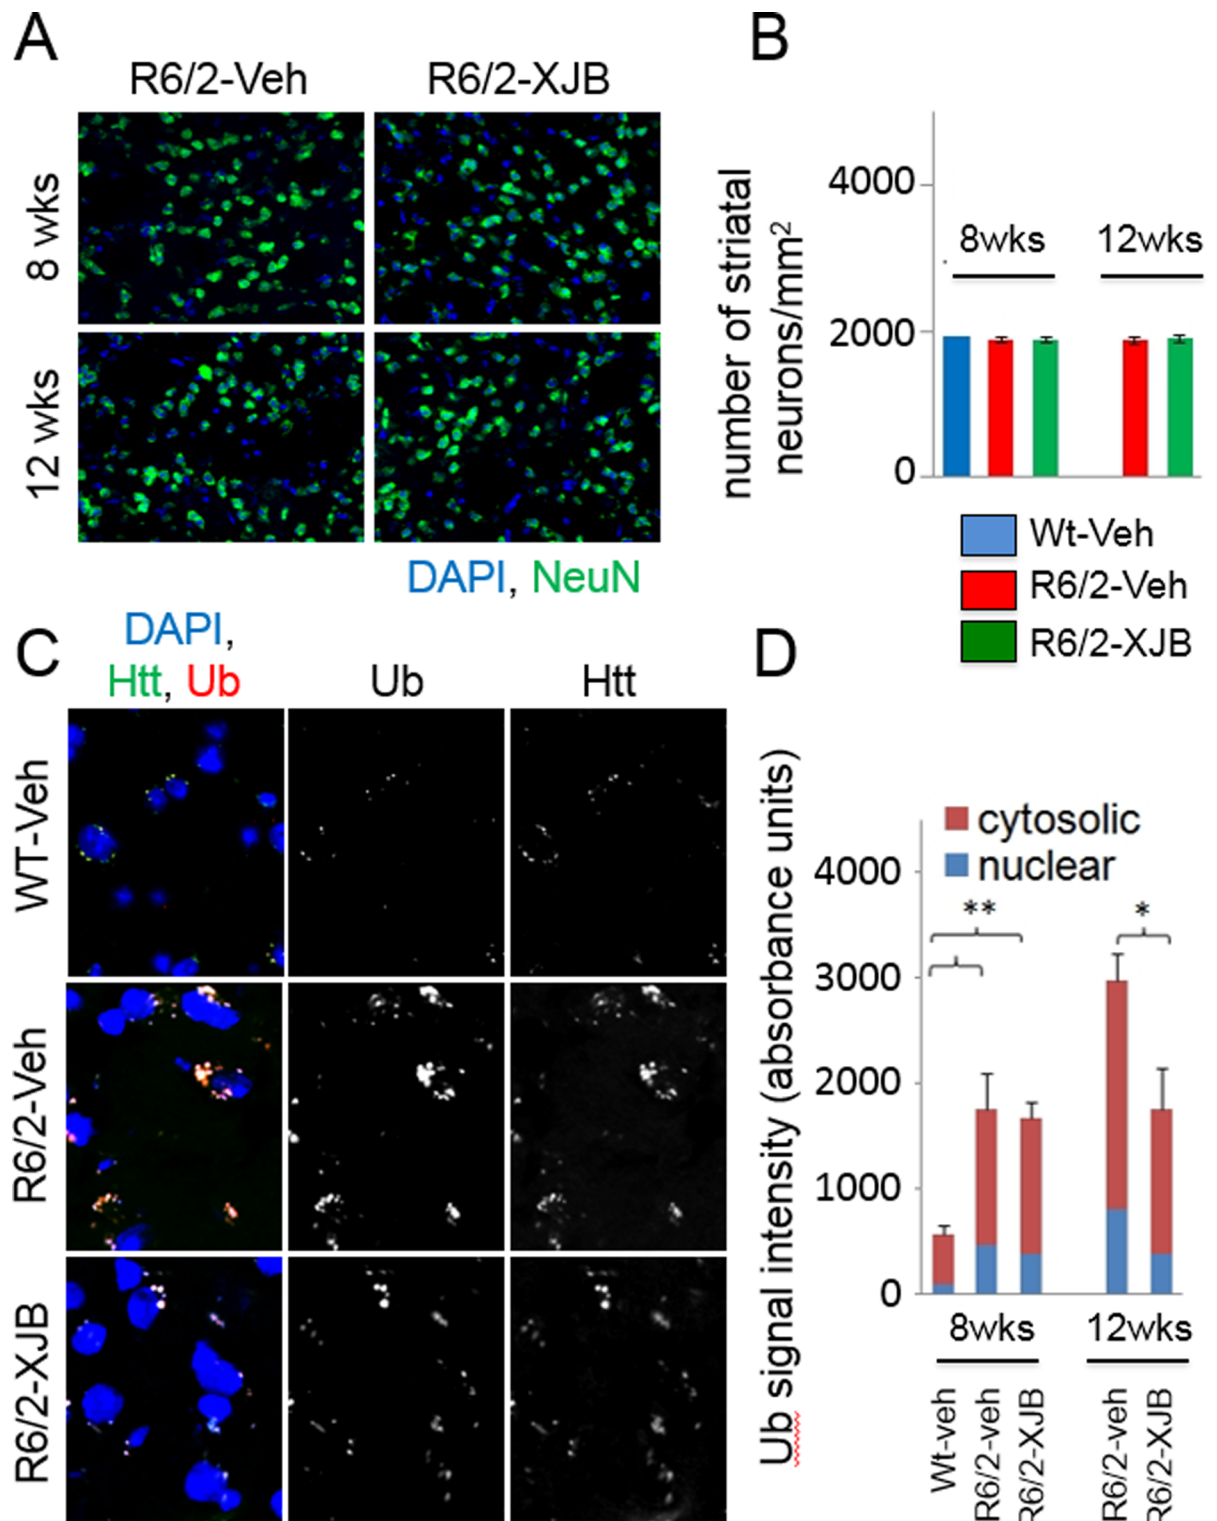 A
R6/2-Veh
R6/2-XJB
8 wks
12 wks
DAPI, NeuN
B
number of striatal
neurons/mm2
4000
2000
0
8wks
12wks
Wt-Veh
R6/2-Veh
R6/2-XJB
C
DAPI,
Htt, Ub
Ub
Htt
WT-Veh
R6/2-Veh
R6/2-XJB
D
Ub signal intensity (absorbance units)
cytosolic
nuclear
4000
3000
2000
1000
0
**
*
8wks
12wks
Wt-veh
R6/2-veh
R6/2-XJB
R6/2-veh
R6/2-XJB